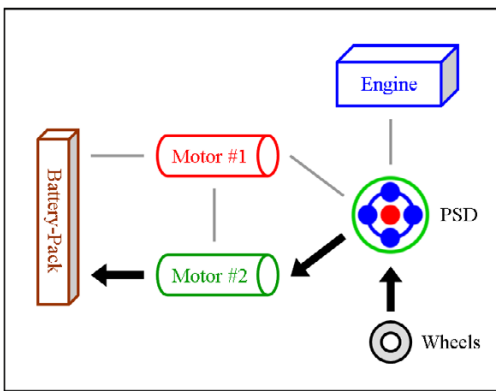 Engine
Motor #1
Battery-Pack
PSD
Motor #2
Wheels